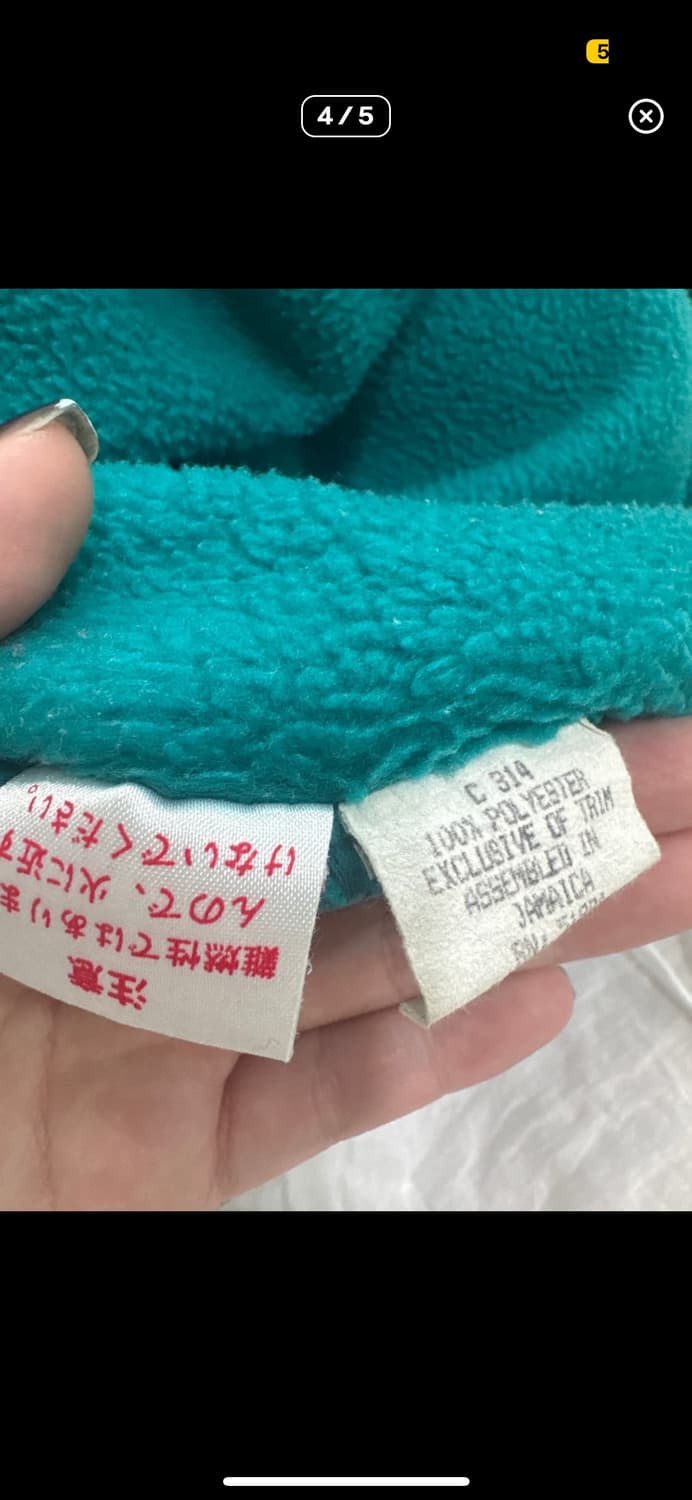 5
4/5
注意
難燃性ではありま
んので、火に近
けないでください。
C 314
100% POLYESTER
EXCLUSIVE OF TRIM
ASSEMBLED IN
JAMAICA